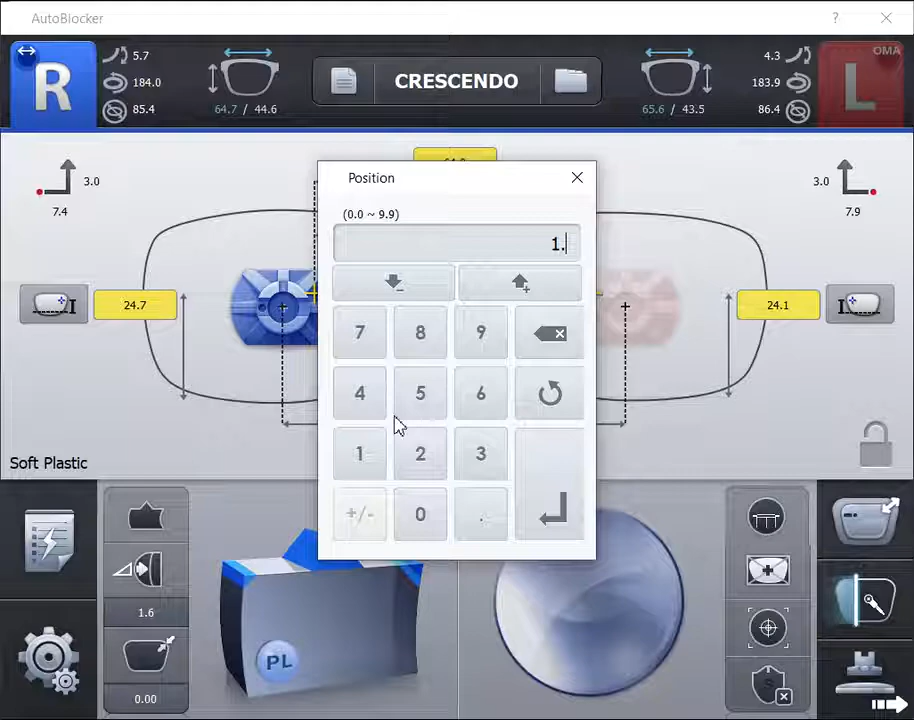 AutoBlocker
?
R
5.7
184.0
85.4
64.7 / 44.6
CRESCENDO
65.6 / 43.5
4.3
183.9
86.4
OMA
L
3.0
7.4
3.0
7.9
Position
(0.0 ~ 9.9)
1.
24.7
24.1
7 8 9
4 5 6
1 2 3
+/- 0 .
Soft Plastic
1.6
0.00
PL
S